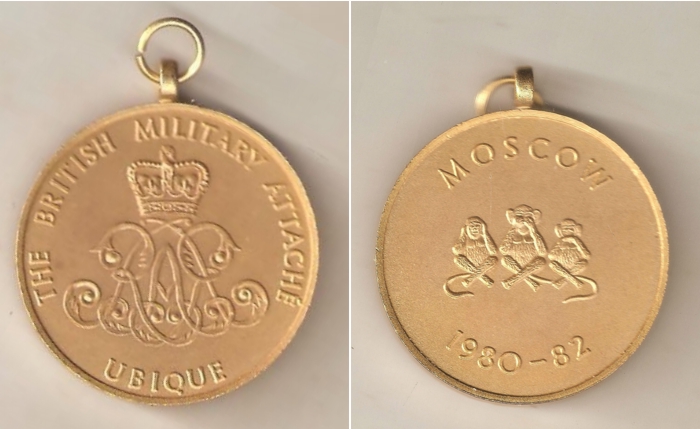 THE BRITISH MILITARY ATTACHÉ
UBIQUE
MOSCOW
1980-82